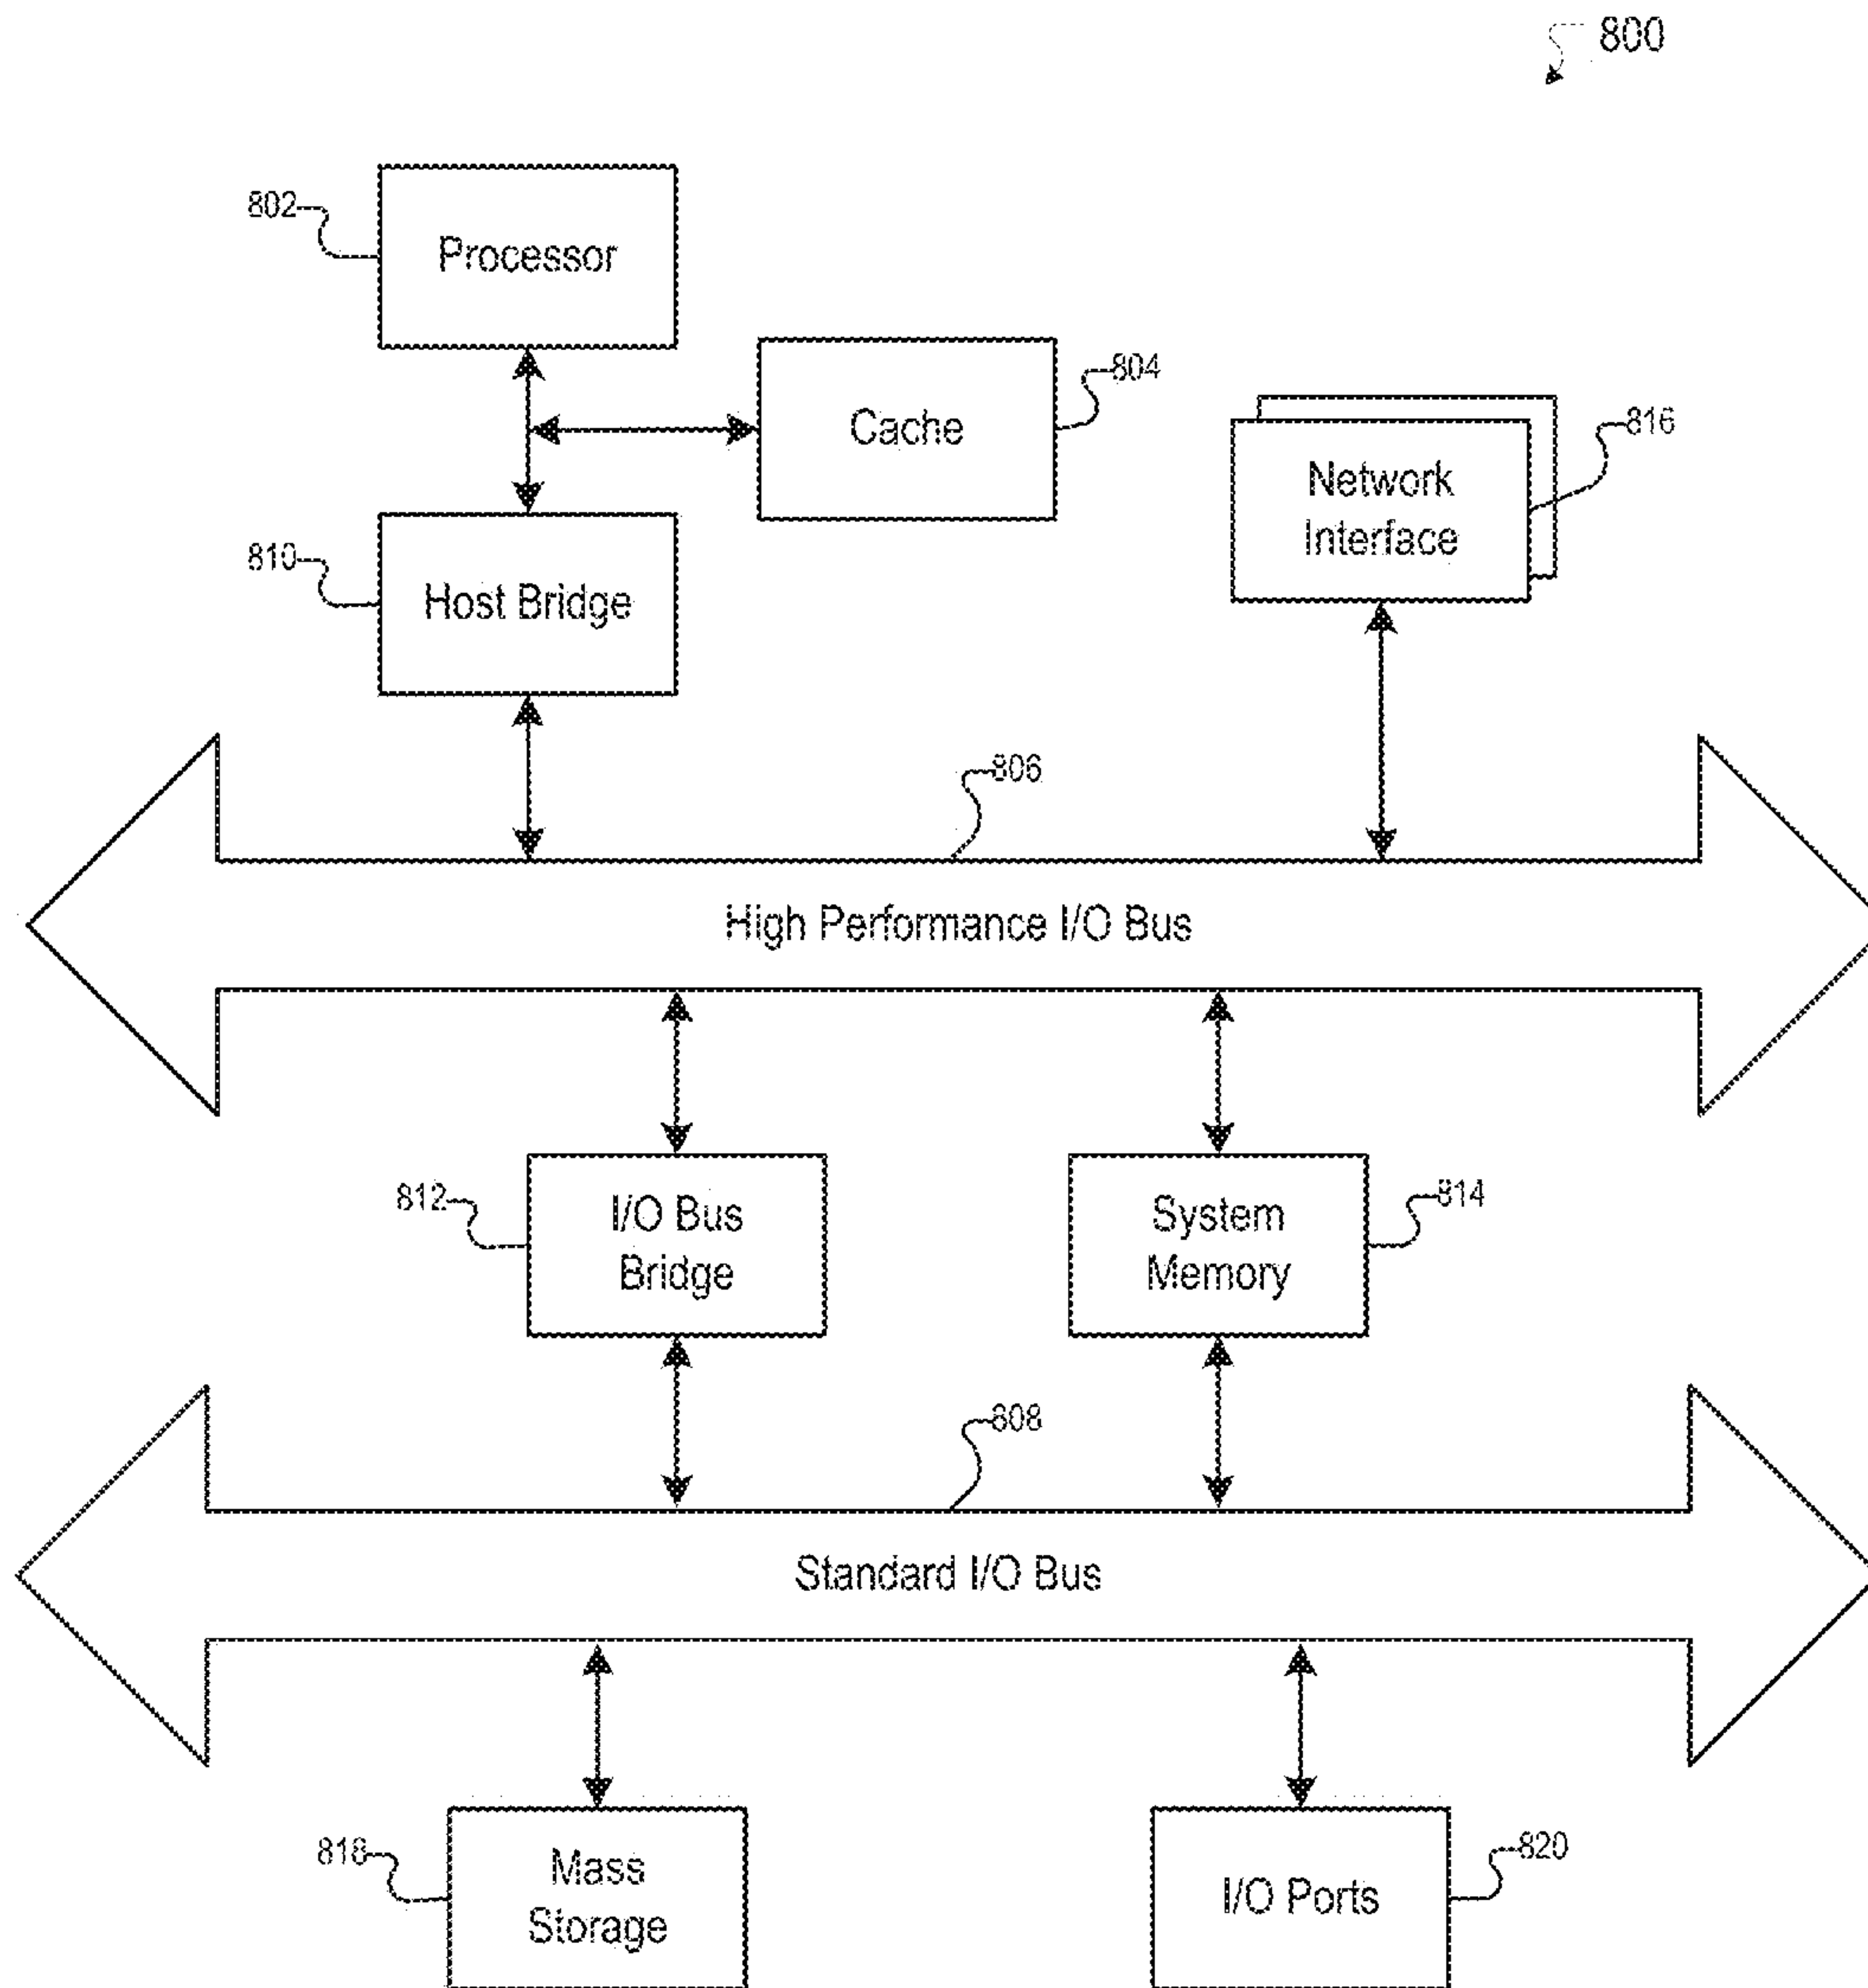 800
802
Processor
804
Cache
816
Network
Interface
810
Host Bridge
806
High Performance I/O Bus
812
I/O Bus
Bridge
System
Memory
814
808
Standard I/O Bus
818
Mass
Storage
I/O Ports
820